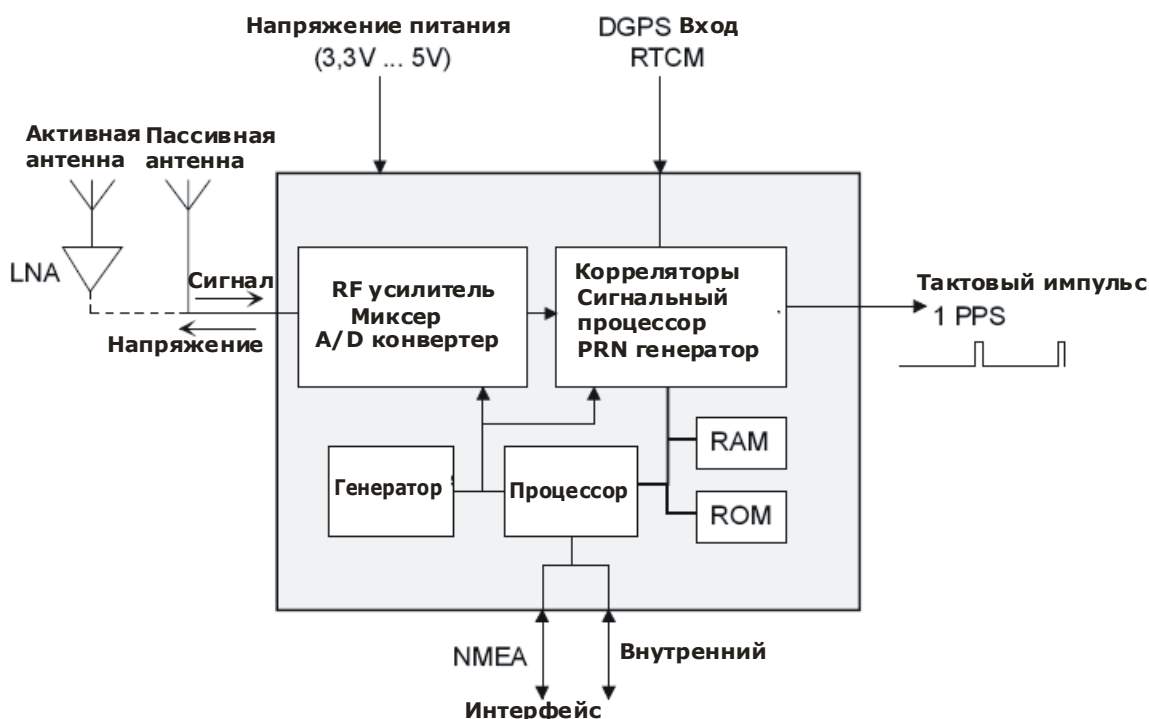 Напряжение питания
(3,3V ... 5V)
DGPS Вход
RTCM
Активная
антенна
Пассивная
антенна
LNA
Сигнал
Напряжение
RF усилитель
Миксер
A/D конвертер
Корреляторы
Сигнальный
процессор
PRN генератор
Тактовый импульс
1 PPS
Генератор
Процессор
RAM
ROM
NMEA
Внутренний
Интерфейс